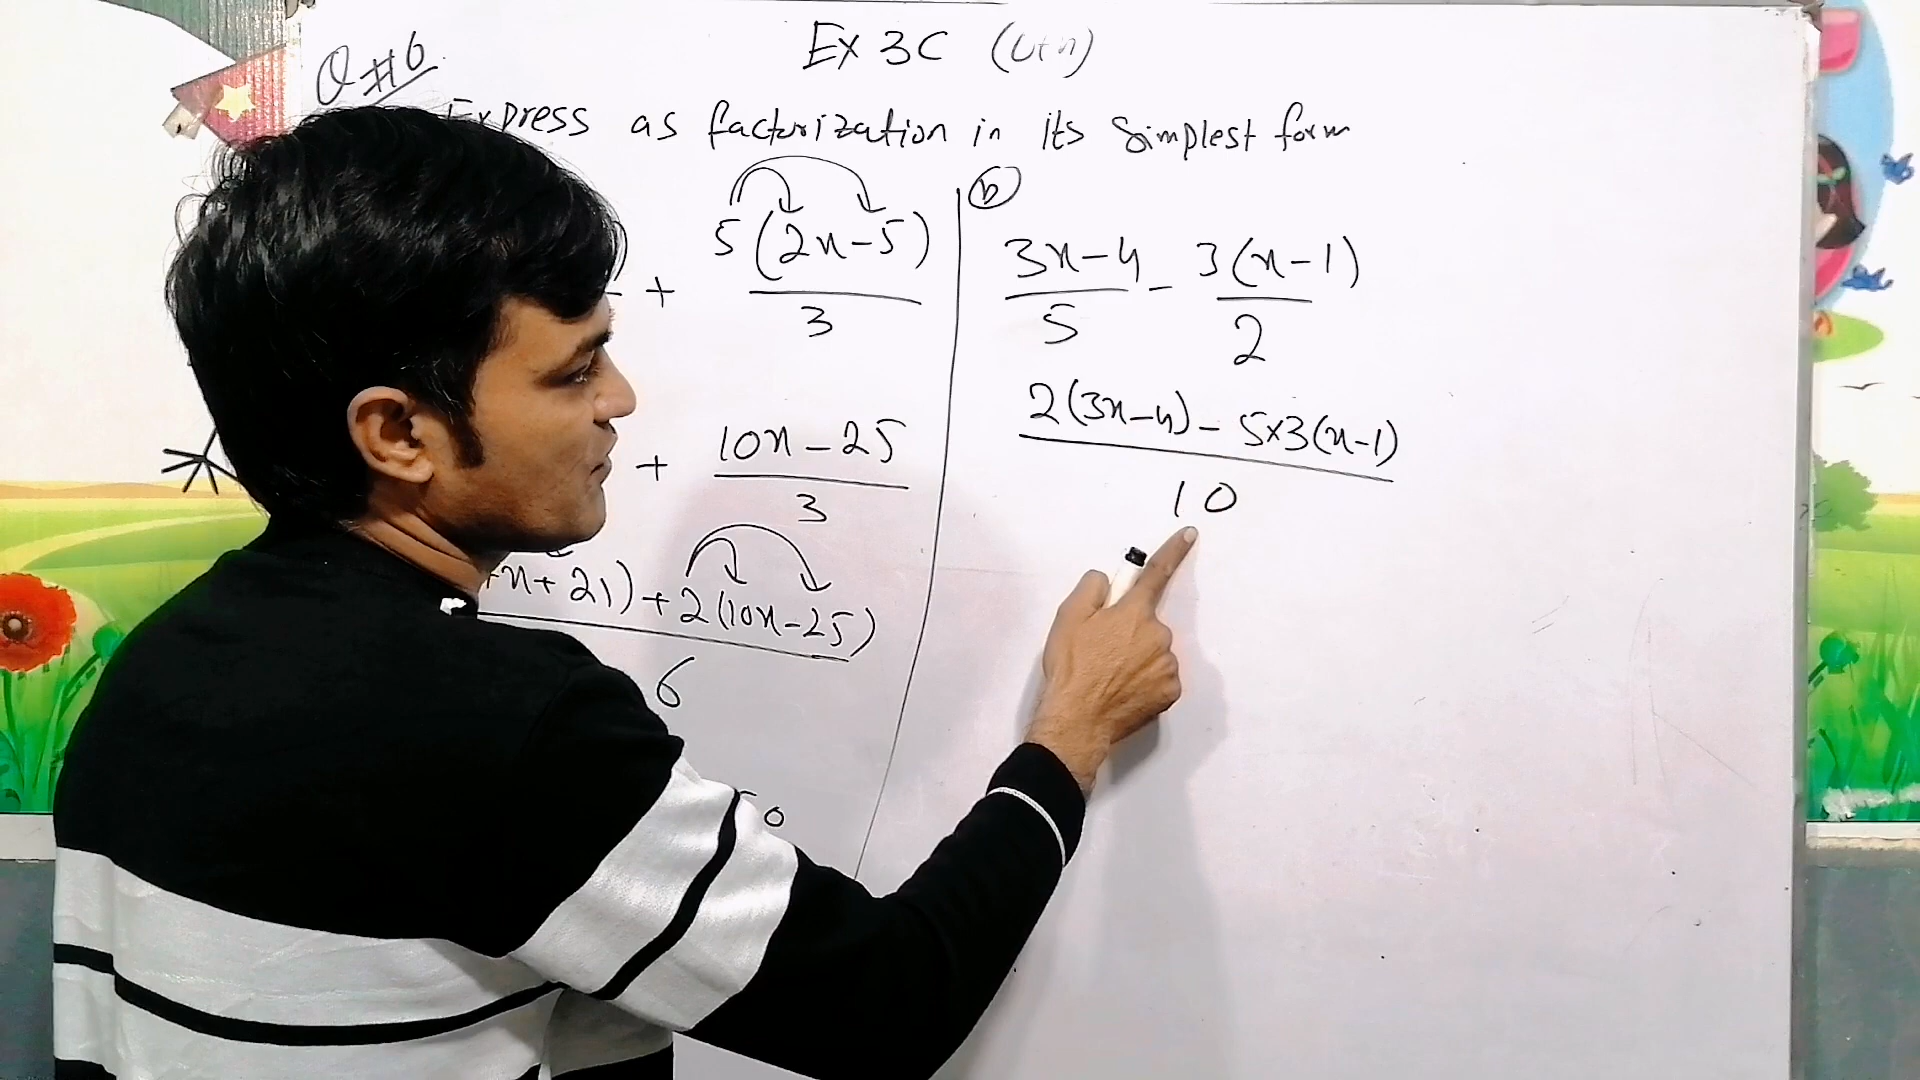 Q#6
Ex 3C
Express as factorization in its simplest form
+ 5(2x-5)
3
+ 10x-25
3
x+21)+2(10x-25)
6
50
(b)
3x-4 - 3(x-1)
5 2
2(3x-4)-5×3(x-1)
10